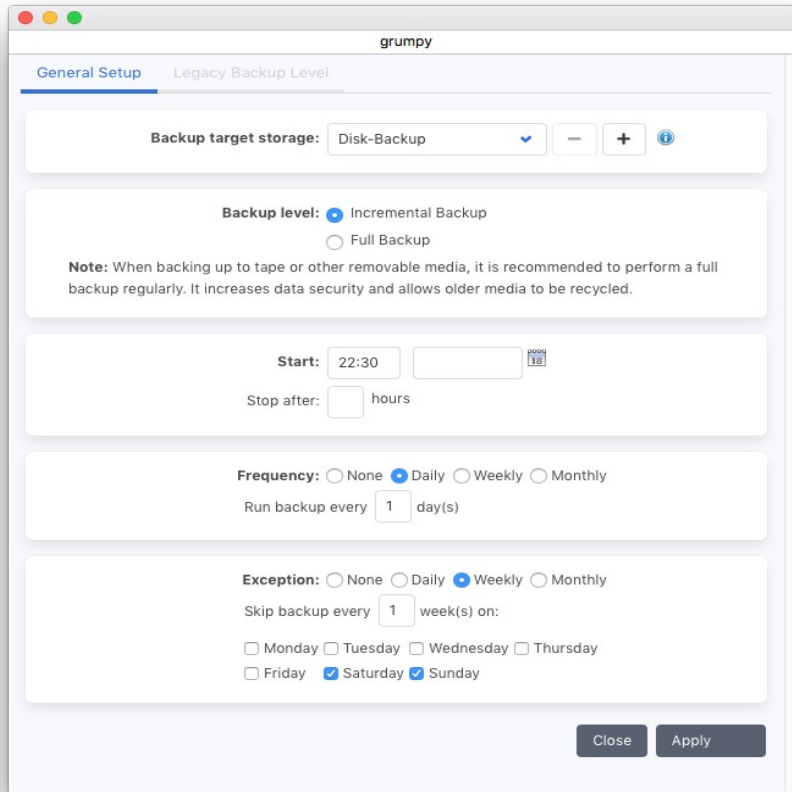 grumpy
General Setup Legacy Backup Level
Backup target storage: Disk-Backup − +
Backup level: Incremental Backup
Full Backup
Note: When backing up to tape or other removable media, it is recommended to perform a full
backup regularly. It increases data security and allows older media to be recycled.
Start: 22:30 18
Stop after: hours
Frequency: None Daily Weekly Monthly
Run backup every 1 day(s)
Exception: None Daily Weekly Monthly
Skip backup every 1 week(s) on:
Monday Tuesday Wednesday Thursday
Friday Saturday Sunday
Close Apply